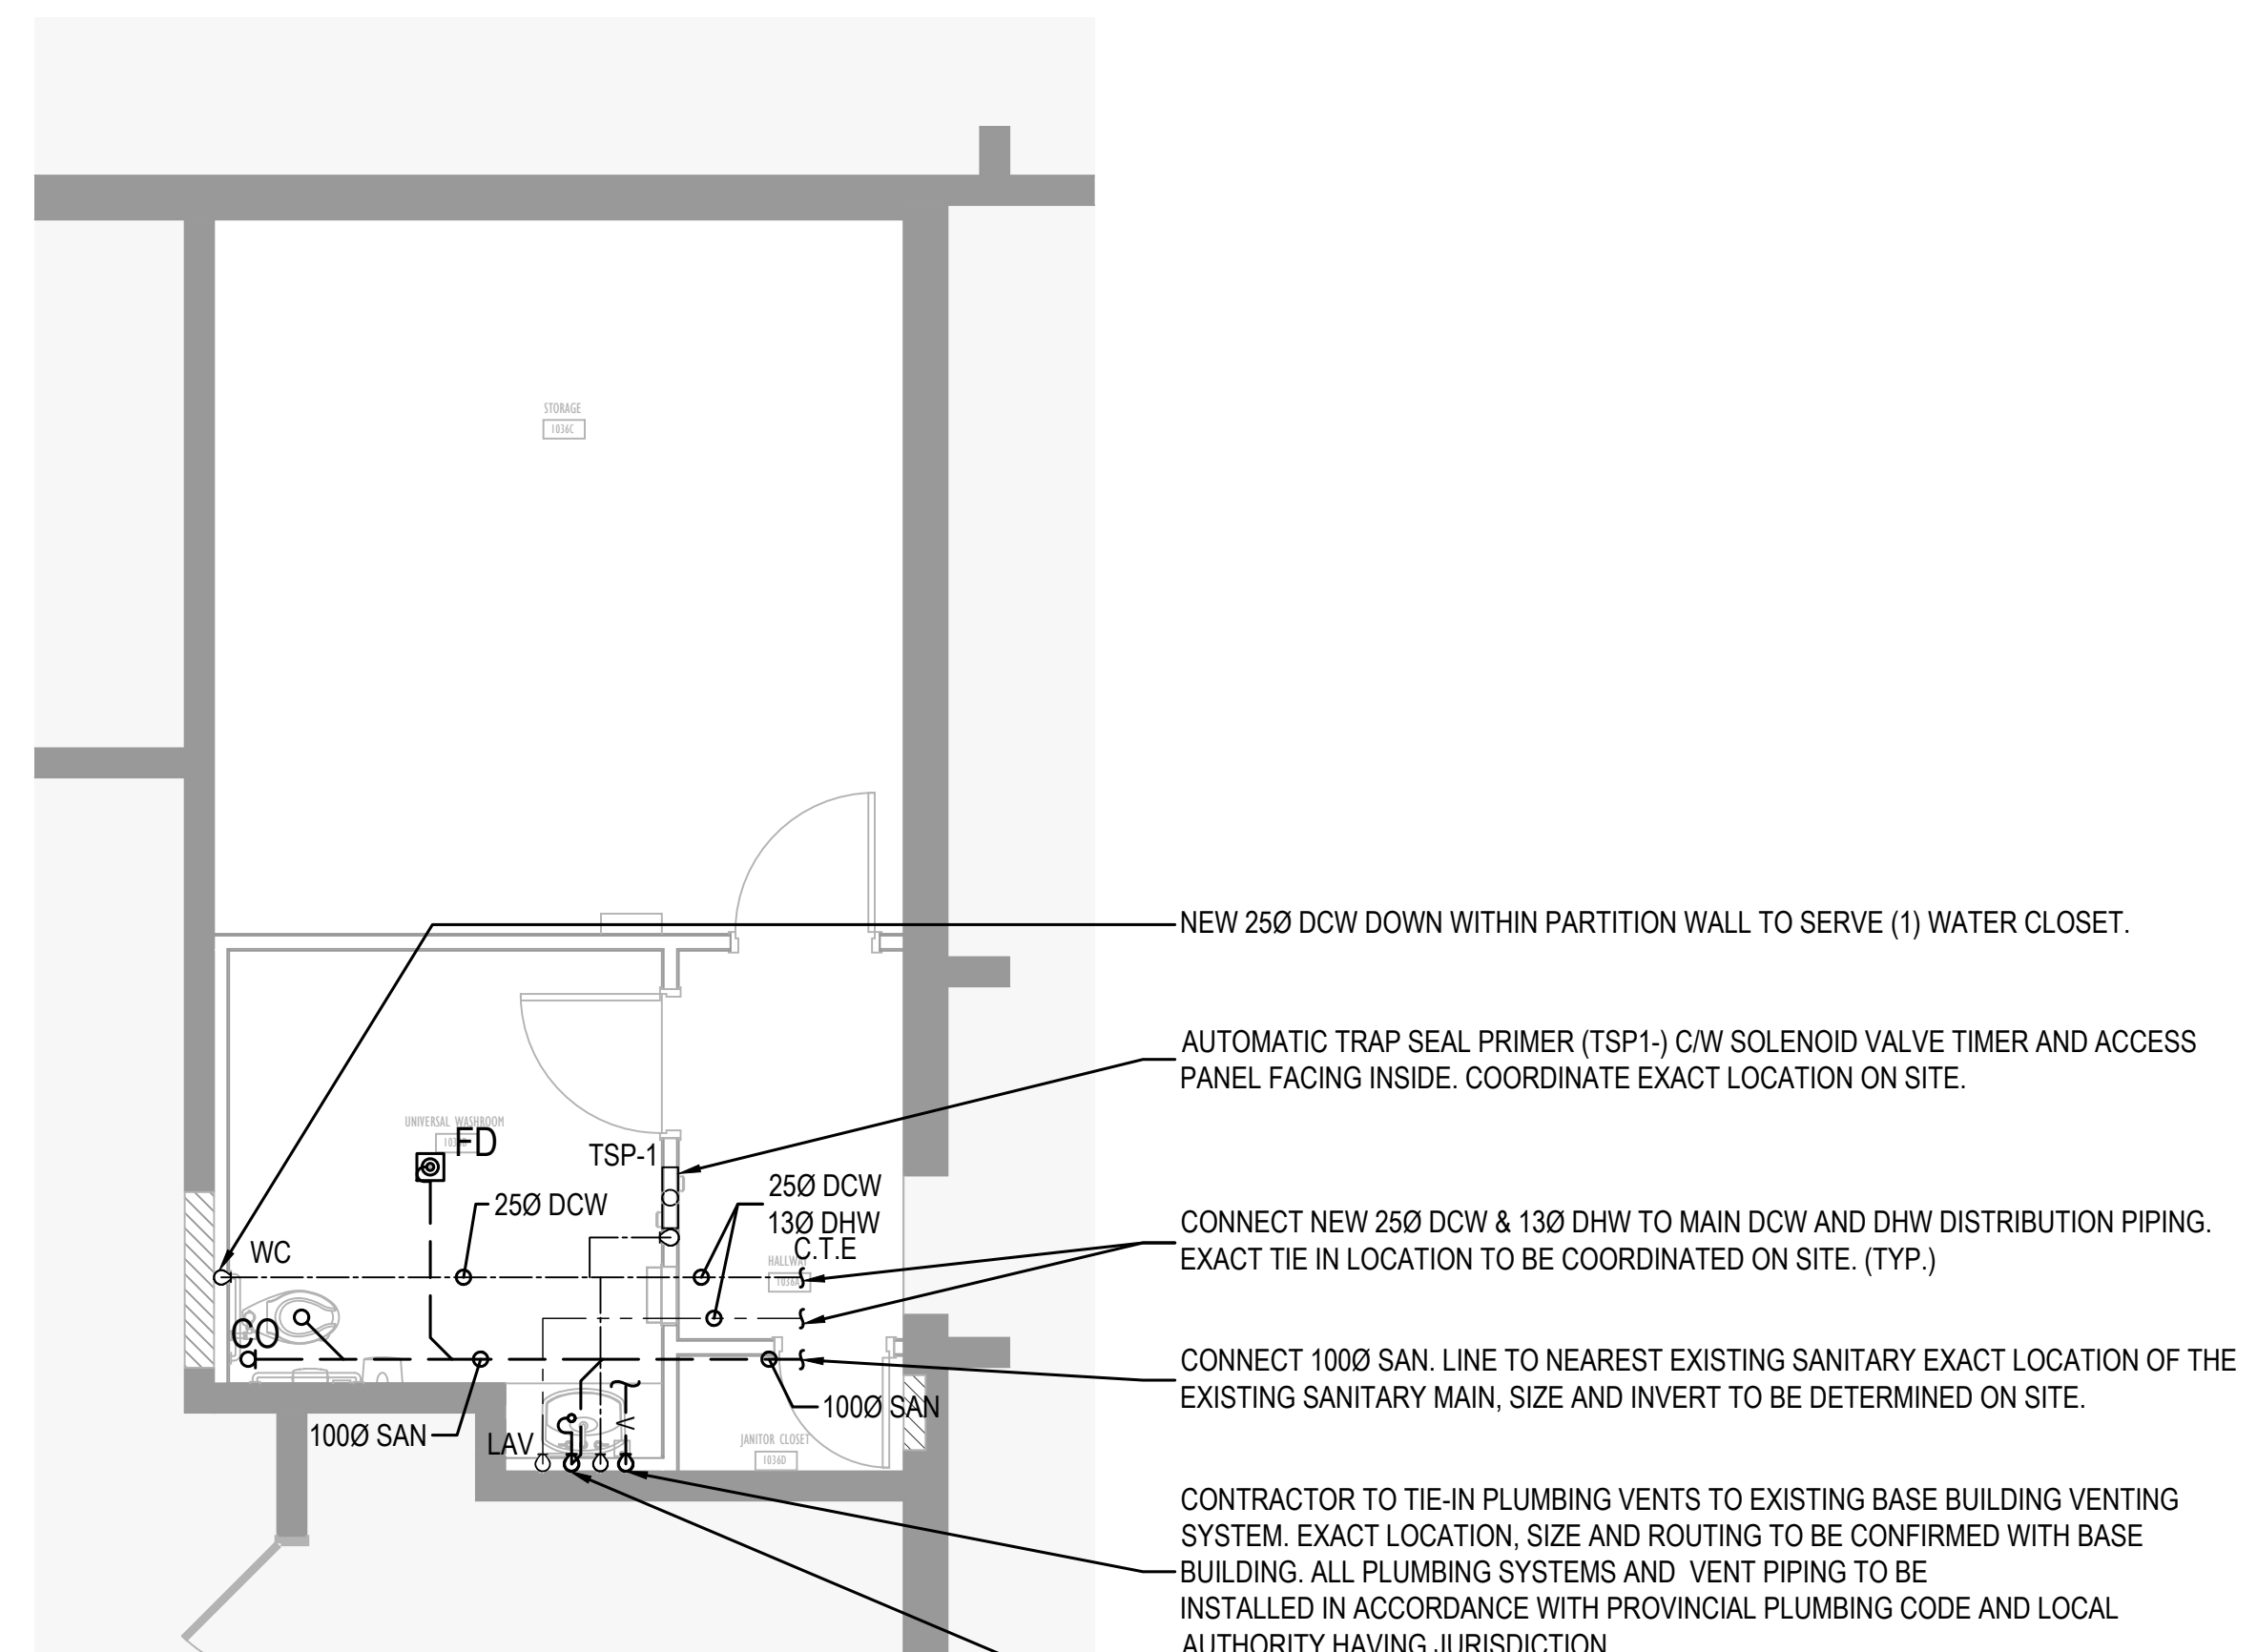 STORAGE
1036C
NEW 25Ø DCW DOWN WITHIN PARTITION WALL TO SERVE (1) WATER CLOSET.
AUTOMATIC TRAP SEAL PRIMER (TSP1-) C/W SOLENOID VALVE TIMER AND ACCESS
PANEL FACING INSIDE. COORDINATE EXACT LOCATION ON SITE.
UNIVERSAL WASHROOM
FD
TSP-1
25Ø DCW
25Ø DCW
13Ø DHW
C.T.E
HALLWAY
1036A
WC
CONNECT NEW 25Ø DCW & 13Ø DHW TO MAIN DCW AND DHW DISTRIBUTION PIPING.
EXACT TIE IN LOCATION TO BE COORDINATED ON SITE. (TYP.)
CO
CONNECT 100Ø SAN. LINE TO NEAREST EXISTING SANITARY EXACT LOCATION OF THE
EXISTING SANITARY MAIN, SIZE AND INVERT TO BE DETERMINED ON SITE.
100Ø SAN
100Ø SAN
LAV
V
JANITOR CLOSET
1036D
CONTRACTOR TO TIE-IN PLUMBING VENTS TO EXISTING BASE BUILDING VENTING
SYSTEM. EXACT LOCATION, SIZE AND ROUTING TO BE CONFIRMED WITH BASE
BUILDING. ALL PLUMBING SYSTEMS AND VENT PIPING TO BE
INSTALLED IN ACCORDANCE WITH PROVINCIAL PLUMBING CODE AND LOCAL
AUTHORITY HAVING JURISDICTION